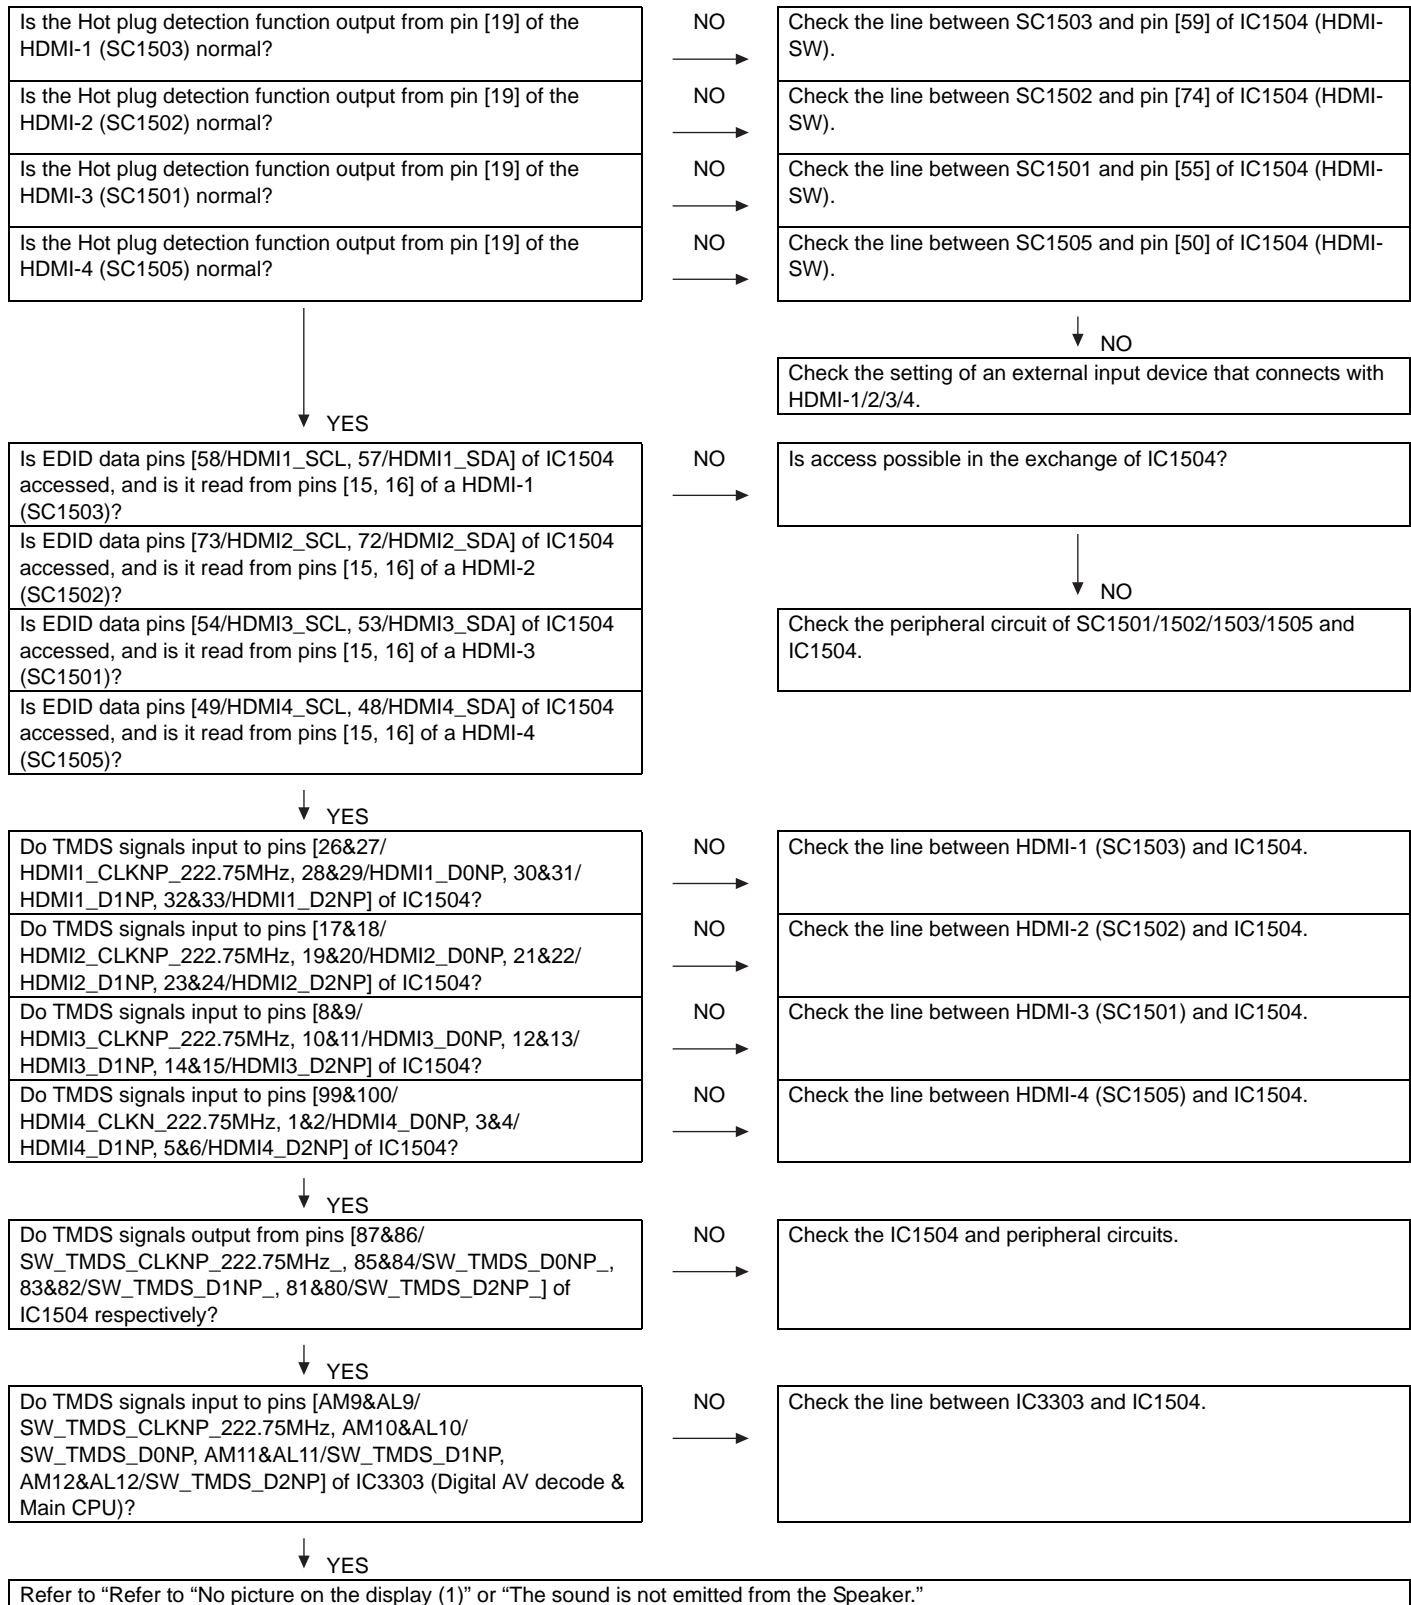 Is the Hot plug detection function output from pin [19] of the
HDMI-1 (SC1503) normal?
NO
Check the line between SC1503 and pin [59] of IC1504 (HDMI-
SW).
Is the Hot plug detection function output from pin [19] of the
HDMI-2 (SC1502) normal?
NO
Check the line between SC1502 and pin [74] of IC1504 (HDMI-
SW).
Is the Hot plug detection function output from pin [19] of the
HDMI-3 (SC1501) normal?
NO
Check the line between SC1501 and pin [55] of IC1504 (HDMI-
SW).
Is the Hot plug detection function output from pin [19] of the
HDMI-4 (SC1505) normal?
NO
Check the line between SC1505 and pin [50] of IC1504 (HDMI-
SW).
NO
Check the setting of an external input device that connects with
HDMI-1/2/3/4.
YES
Is EDID data pins [58/HDMI1_SCL, 57/HDMI1_SDA] of IC1504
accessed, and is it read from pins [15, 16] of a HDMI-1
(SC1503)?
NO
Is access possible in the exchange of IC1504?
Is EDID data pins [73/HDMI2_SCL, 72/HDMI2_SDA] of IC1504
accessed, and is it read from pins [15, 16] of a HDMI-2
(SC1502)?
NO
Is EDID data pins [54/HDMI3_SCL, 53/HDMI3_SDA] of IC1504
accessed, and is it read from pins [15, 16] of a HDMI-3
(SC1501)?
Check the peripheral circuit of SC1501/1502/1503/1505 and
IC1504.
Is EDID data pins [49/HDMI4_SCL, 48/HDMI4_SDA] of IC1504
accessed, and is it read from pins [15, 16] of a HDMI-4
(SC1505)?
YES
Do TMDS signals input to pins [26&27/
HDMI1_CLKNP_222.75MHz, 28&29/HDMI1_D0NP, 30&31/
HDMI1_D1NP, 32&33/HDMI1_D2NP] of IC1504?
NO
Check the line between HDMI-1 (SC1503) and IC1504.
Do TMDS signals input to pins [17&18/
HDMI2_CLKNP_222.75MHz, 19&20/HDMI2_D0NP, 21&22/
HDMI2_D1NP, 23&24/HDMI2_D2NP] of IC1504?
NO
Check the line between HDMI-2 (SC1502) and IC1504.
Do TMDS signals input to pins [8&9/
HDMI3_CLKNP_222.75MHz, 10&11/HDMI3_D0NP, 12&13/
HDMI3_D1NP, 14&15/HDMI3_D2NP] of IC1504?
NO
Check the line between HDMI-3 (SC1501) and IC1504.
Do TMDS signals input to pins [99&100/
HDMI4_CLKN_222.75MHz, 1&2/HDMI4_D0NP, 3&4/
HDMI4_D1NP, 5&6/HDMI4_D2NP] of IC1504?
NO
Check the line between HDMI-4 (SC1505) and IC1504.
YES
Do TMDS signals output from pins [87&86/
SW_TMDS_CLKNP_222.75MHz_, 85&84/SW_TMDS_D0NP_,
83&82/SW_TMDS_D1NP_, 81&80/SW_TMDS_D2NP_] of
IC1504 respectively?
NO
Check the IC1504 and peripheral circuits.
YES
Do TMDS signals input to pins [AM9&AL9/
SW_TMDS_CLKNP_222.75MHz, AM10&AL10/
SW_TMDS_D0NP, AM11&AL11/SW_TMDS_D1NP,
AM12&AL12/SW_TMDS_D2NP] of IC3303 (Digital AV decode &
Main CPU)?
NO
Check the line between IC3303 and IC1504.
YES
Refer to “Refer to “No picture on the display (1)” or “The sound is not emitted from the Speaker.”